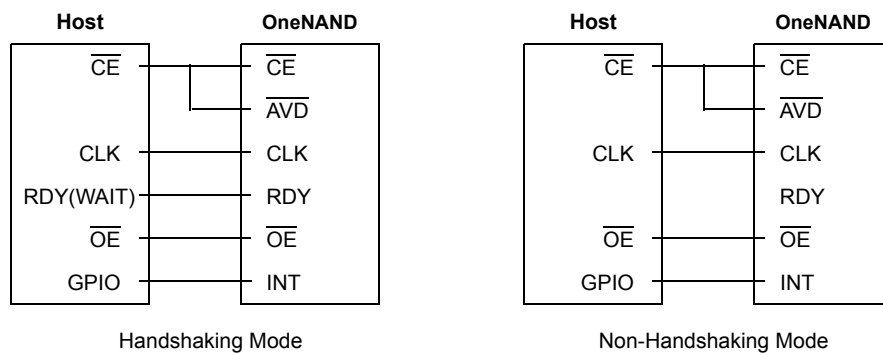 Host OneNAND Host OneNAND
CE CE CE CE
AVD AVD
CLK CLK CLK CLK
RDY(WAIT) RDY RDY
OE OE OE OE
GPIO INT GPIO INT
Handshaking Mode Non-Handshaking Mode